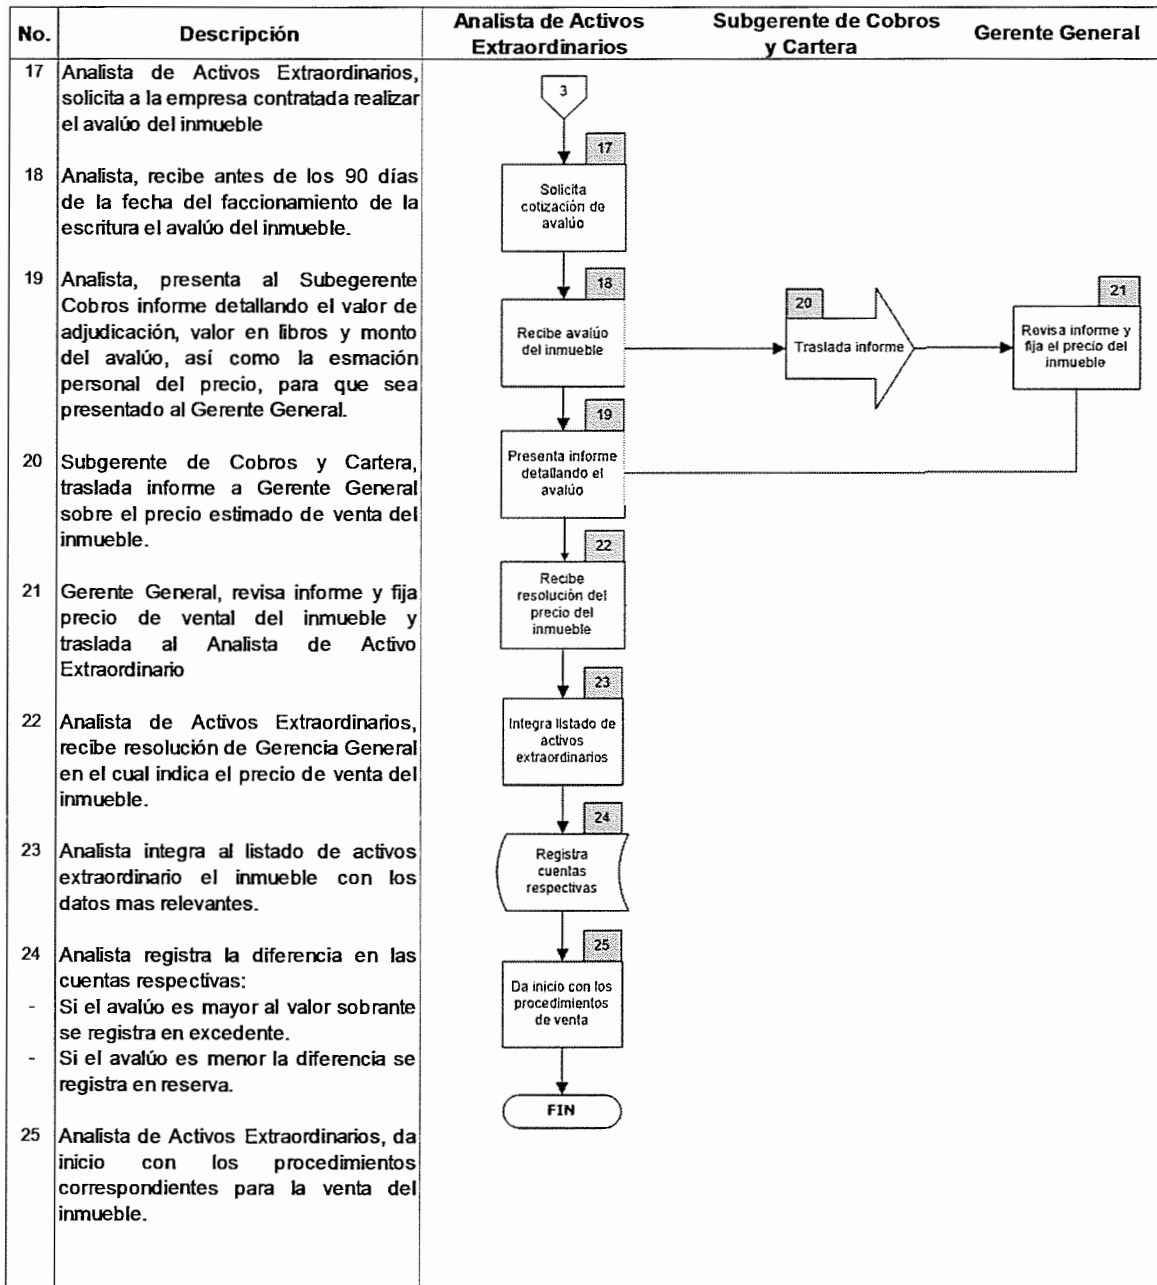 No.
Descripción
Analista de Activos
Extraordinarios
Subgerente de Cobros
y Cartera
Gerente General
17
Analista de Activos Extraordinarios,
solicita a la empresa contratada realizar
el avalúo del inmueble
18
Analista, recibe antes de los 90 días
de la fecha del faccionamiento de la
escritura el avalúo del inmueble.
19
Analista, presenta al Subegerente
Cobros informe detallando el valor de
adjudicación, valor en libros y monto
del avalúo, así como la esmación
personal del precio, para que sea
presentado al Gerente General.
20
Subgerente de Cobros y Cartera,
traslada informe a Gerente General
sobre el precio estimado de venta del
inmueble.
21
Gerente General, revisa informe y fija
precio de vental del inmueble y
traslada al Analista de Activo
Extraordinario
22
Analista de Activos Extraordinarios,
recibe resolución de Gerencia General
en el cual indica el precio de venta del
inmueble.
23
Analista integra al listado de activos
extraordinario el inmueble con los
datos mas relevantes.
24
Analista registra la diferencia en las
cuentas respectivas:
- Si el avalúo es mayor al valor sobrante
se registra en excedente.
- Si el avalúo es menor la diferencia se
registra en reserva.
25
Analista de Activos Extraordinarios, da
inicio con los procedimientos
correspondientes para la venta del
inmueble.
3
17
Solicita
cotización de
avalúo
18
Recibe avalúo
del inmueble
20
Traslada informe
21
Revisa informe y
fija el precio del
inmueble
19
Presenta informe
detallando el
avalúo
22
Recibe
resolución del
precio del
inmueble
23
Integra listado de
activos
extraordinarios
24
Registra
cuentas
respectivas
25
Da inicio con los
procedimientos
de venta
FIN